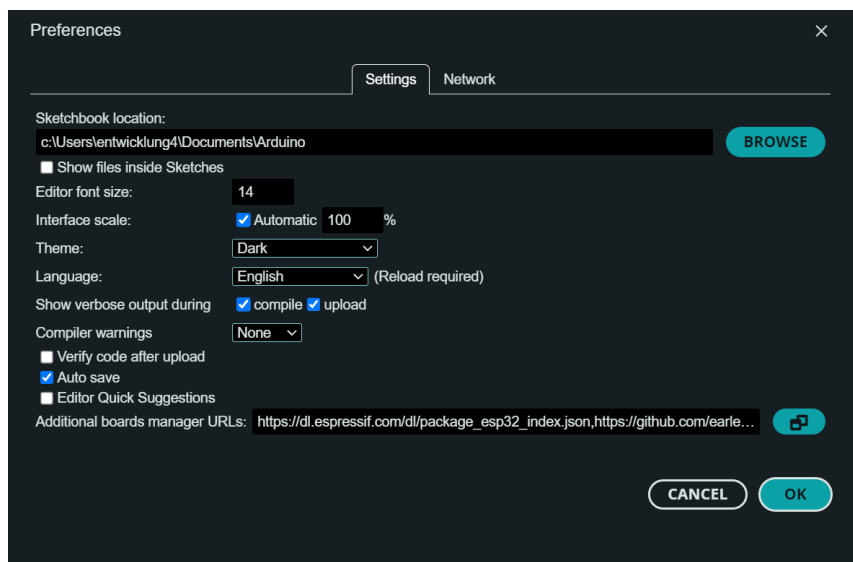 Preferences
Settings Network
Sketchbook location:
c:\Users\entwicklung4\Documents\Arduino BROWSE
Show files inside Sketches
Editor font size: 14
Interface scale: Automatic 100 %
Theme: Dark
Language: English (Reload required)
Show verbose output during compile upload
Compiler warnings None
Verify code after upload
Auto save
Editor Quick Suggestions
Additional boards manager URLs: https://dl.espressif.com/dl/package_esp32_index.json,https://github.com/earle…
CANCEL OK